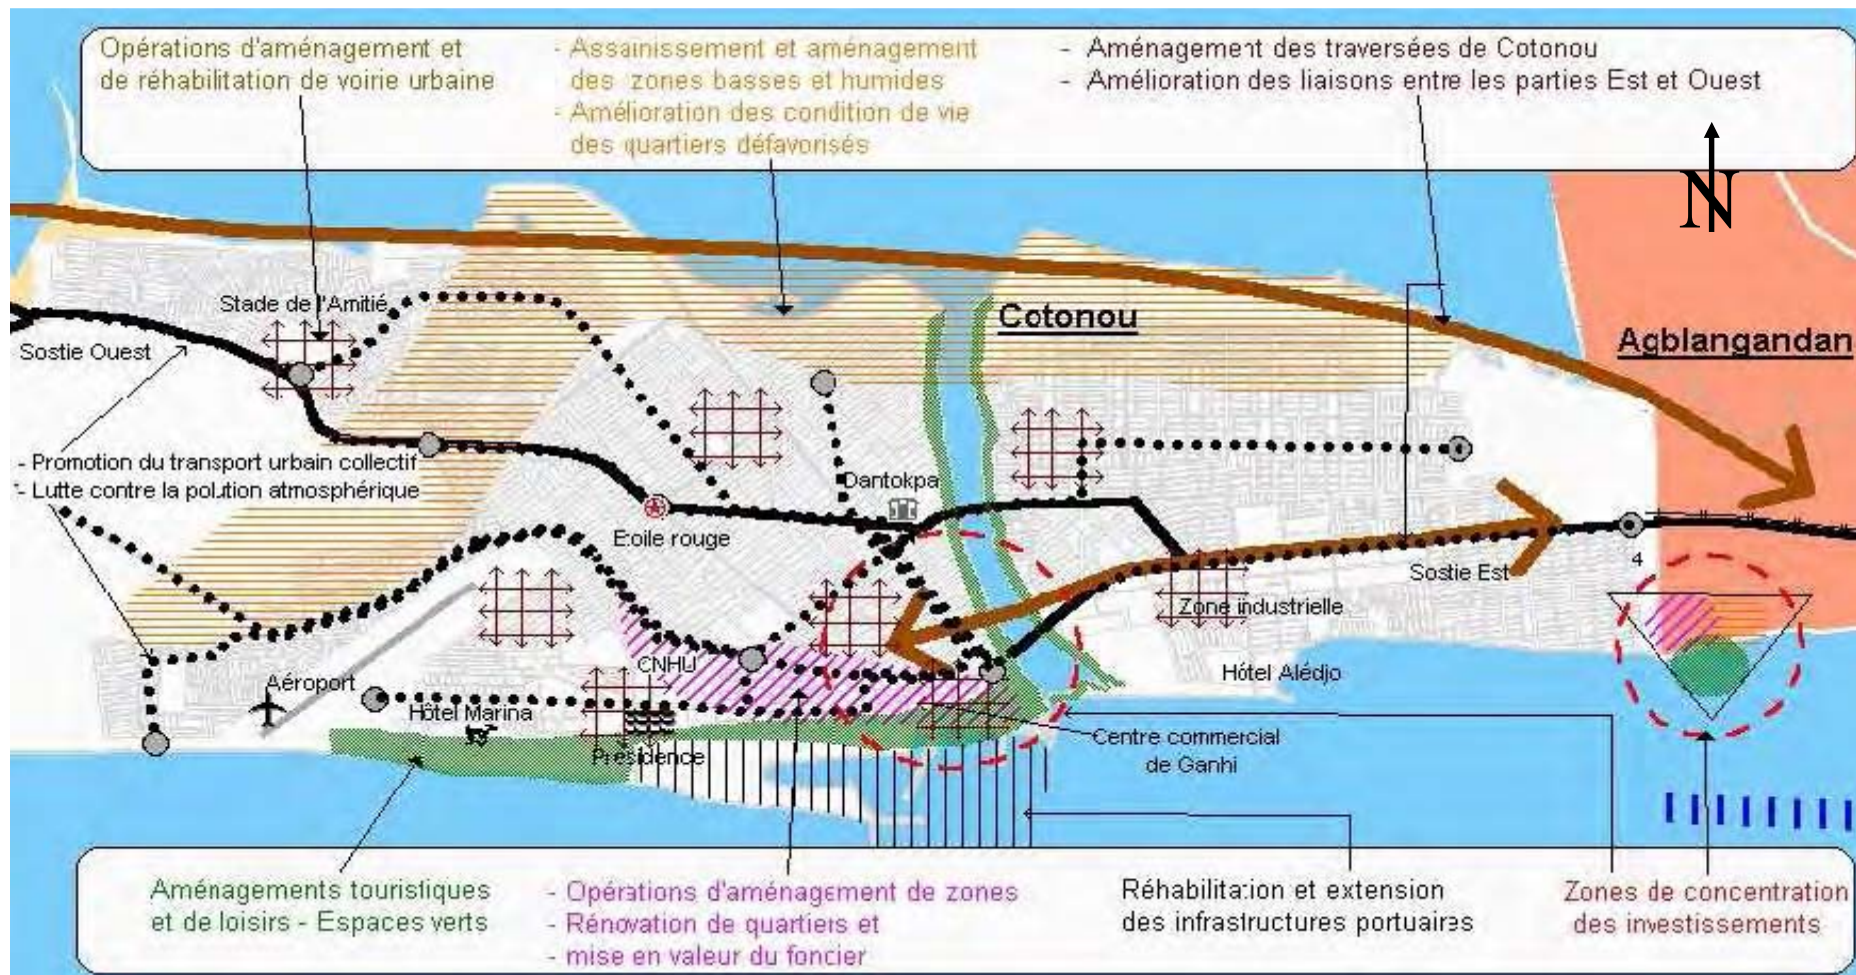 Opérations d'aménagement et
de réhabilitation de voirie urbaine
- Assainissement et aménagement
des zones basses et humides
- Amélioration des condition de vie
des quartiers défavorisés
- Aménagement des traversées de Cotonou
- Amélioration des liaisons entre les parties Est et Ouest
N
Stade de l'Amitié
Sostie Ouest
Cotonou
Agblangandan
- Promotion du transport urbain collectif
- Lutte contre la polution atmosphérique
Dantokpa
Etoile rouge
4
Sostie Est
Zone industrielle
CNHU
Hôtel Alédjo
Aéroport
Hôtel Marina
Présidence
Centre commercial
de Ganhi
Aménagements touristiques
et de loisirs - Espaces verts
- Opérations d'aménagement de zones
- Rénovation de quartiers et
- mise en valeur du foncier
Réhabilitation et extension
des infrastructures portuaires
Zones de concentration
des investissements